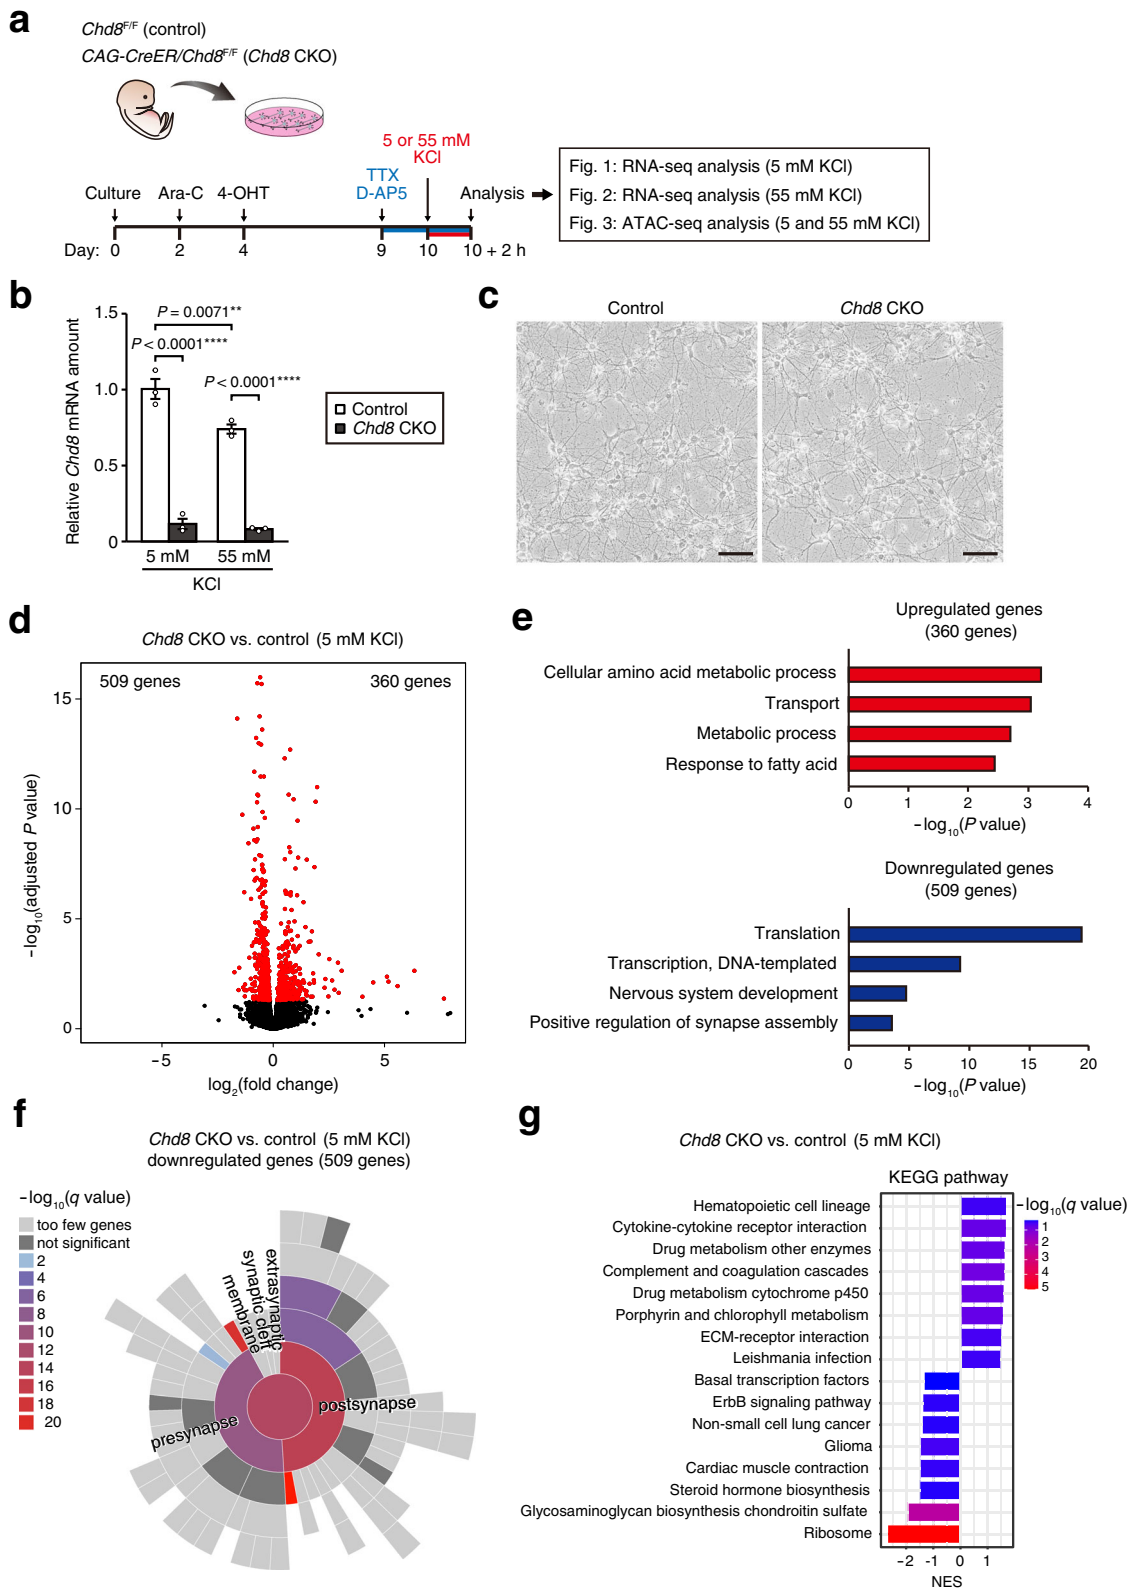 a
Chd8F/F (control)
CAG-CreER/Chd8F/F (Chd8 CKO)
5 or 55 mM
KCl
TTX
D-AP5
Culture Ara-C 4-OHT Analysis
Day: 0 2 4 9 10 10 + 2 h
Fig. 1: RNA-seq analysis (5 mM KCl)
Fig. 2: RNA-seq analysis (55 mM KCl)
Fig. 3: ATAC-seq analysis (5 and 55 mM KCl)
b
Relative Chd8 mRNA amount
1.5
1.0
0.5
0
P = 0.0071**
P < 0.0001****
P < 0.0001****
5 mM 55 mM
KCl
Control
Chd8 CKO
c
Control Chd8 CKO
d
Chd8 CKO vs. control (5 mM KCl)
509 genes 360 genes
−log10(adjusted P value)
15
10
5
0
−5 0 5
log2(fold change)
e
Upregulated genes
(360 genes)
Cellular amino acid metabolic process
Transport
Metabolic process
Response to fatty acid
0 1 2 3 4
−log10(P value)
Downregulated genes
(509 genes)
Translation
Transcription, DNA-templated
Nervous system development
Positive regulation of synapse assembly
0 5 10 15 20
−log10(P value)
f
Chd8 CKO vs. control (5 mM KCl)
downregulated genes (509 genes)
−log10(q value)
too few genes
not significant
2
4
6
8
10
12
14
16
18
20
extrasynaptic
synaptic cleft
membrane
postsynapse
presynapse
g
Chd8 CKO vs. control (5 mM KCl)
KEGG pathway
Hematopoietic cell lineage
Cytokine-cytokine receptor interaction
Drug metabolism other enzymes
Complement and coagulation cascades
Drug metabolism cytochrome p450
Porphyrin and chlorophyll metabolism
ECM-receptor interaction
Leishmania infection
Basal transcription factors
ErbB signaling pathway
Non-small cell lung cancer
Glioma
Cardiac muscle contraction
Steroid hormone biosynthesis
Glycosaminoglycan biosynthesis chondroitin sulfate
Ribosome
−2 -1 0 1
NES
−log10(q value)
1
2
3
4
5